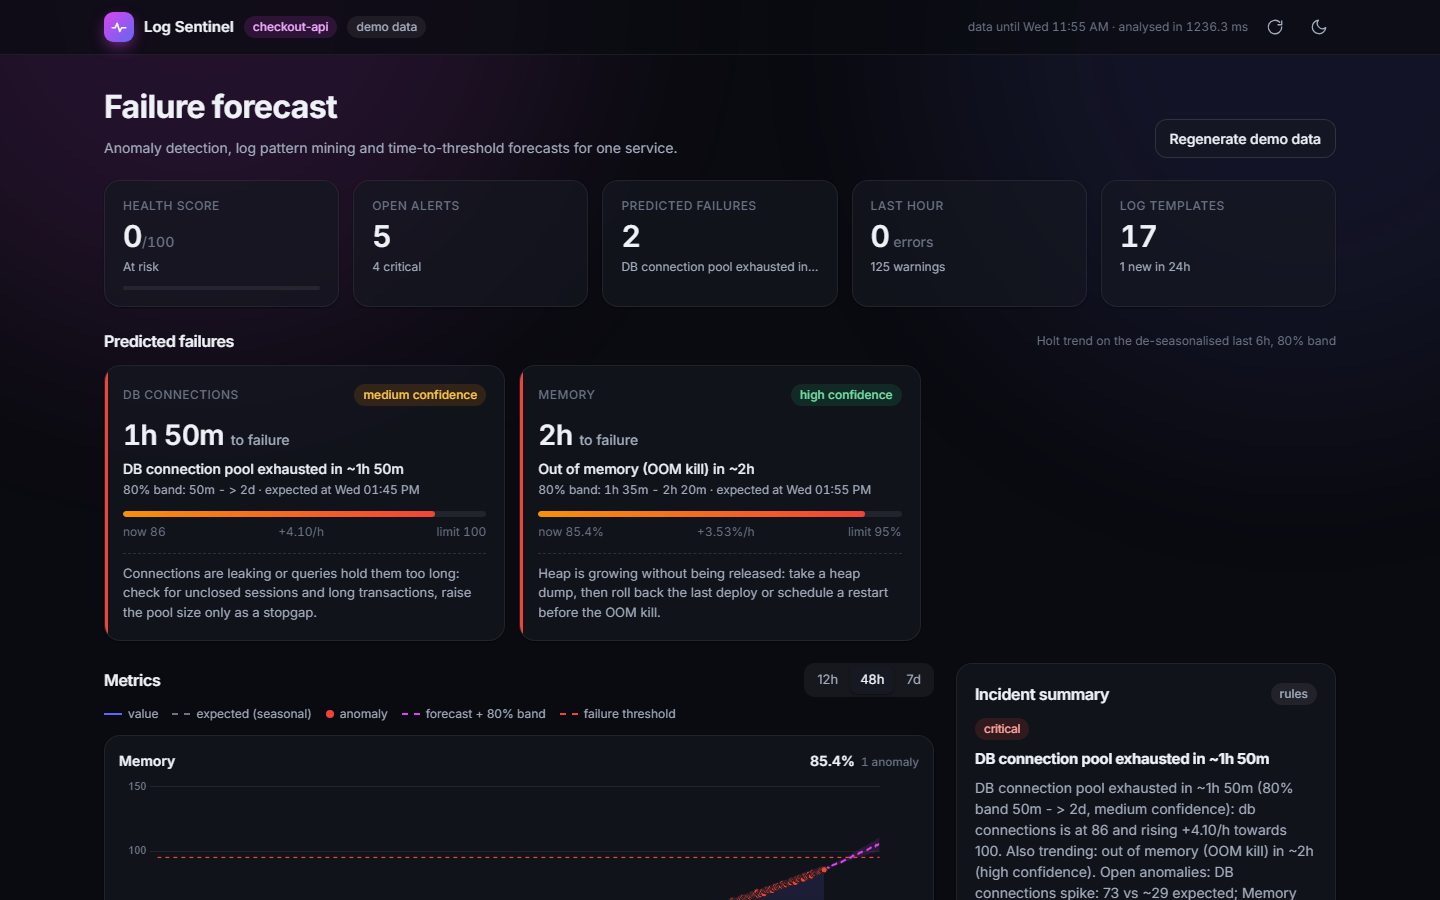 Log Sentinel checkout-api demo data data until Wed 11:55 AM · analysed in 1236.3 ms
Failure forecast
Anomaly detection, log pattern mining and time-to-threshold forecasts for one service.
Regenerate demo data
HEALTH SCORE
0/100
At risk
OPEN ALERTS
5
4 critical
PREDICTED FAILURES
2
DB connection pool exhausted in...
LAST HOUR
0 errors
125 warnings
LOG TEMPLATES
17
1 new in 24h
Predicted failures
Holt trend on the de-seasonalised last 6h, 80% band
DB CONNECTIONS medium confidence
1h 50m to failure
DB connection pool exhausted in ~1h 50m
80% band: 50m - > 2d · expected at Wed 01:45 PM
now 86 +4.10/h limit 100
Connections are leaking or queries hold them too long:
check for unclosed sessions and long transactions, raise
the pool size only as a stopgap.
MEMORY high confidence
2h to failure
Out of memory (OOM kill) in ~2h
80% band: 1h 35m - 2h 20m · expected at Wed 01:55 PM
now 85.4% +3.53%/h limit 95%
Heap is growing without being released: take a heap
dump, then roll back the last deploy or schedule a restart
before the OOM kill.
Metrics
12h 48h 7d
value expected (seasonal) anomaly forecast + 80% band failure threshold
Memory 85.4% 1 anomaly
150
100
Incident summary rules
critical
DB connection pool exhausted in ~1h 50m
DB connection pool exhausted in ~1h 50m (80%
band 50m - > 2d, medium confidence): db
connections is at 86 and rising +4.10/h towards
100. Also trending: out of memory (OOM kill) in ~2h
(high confidence). Open anomalies: DB
connections spike: 73 vs ~29 expected; Memory